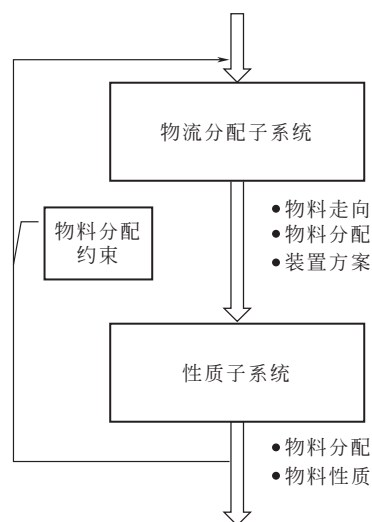 物流分配子系统
●物料走向
●物料分配
●装置方案
物料分配
约束
性质子系统
●物料分配
●物料性质